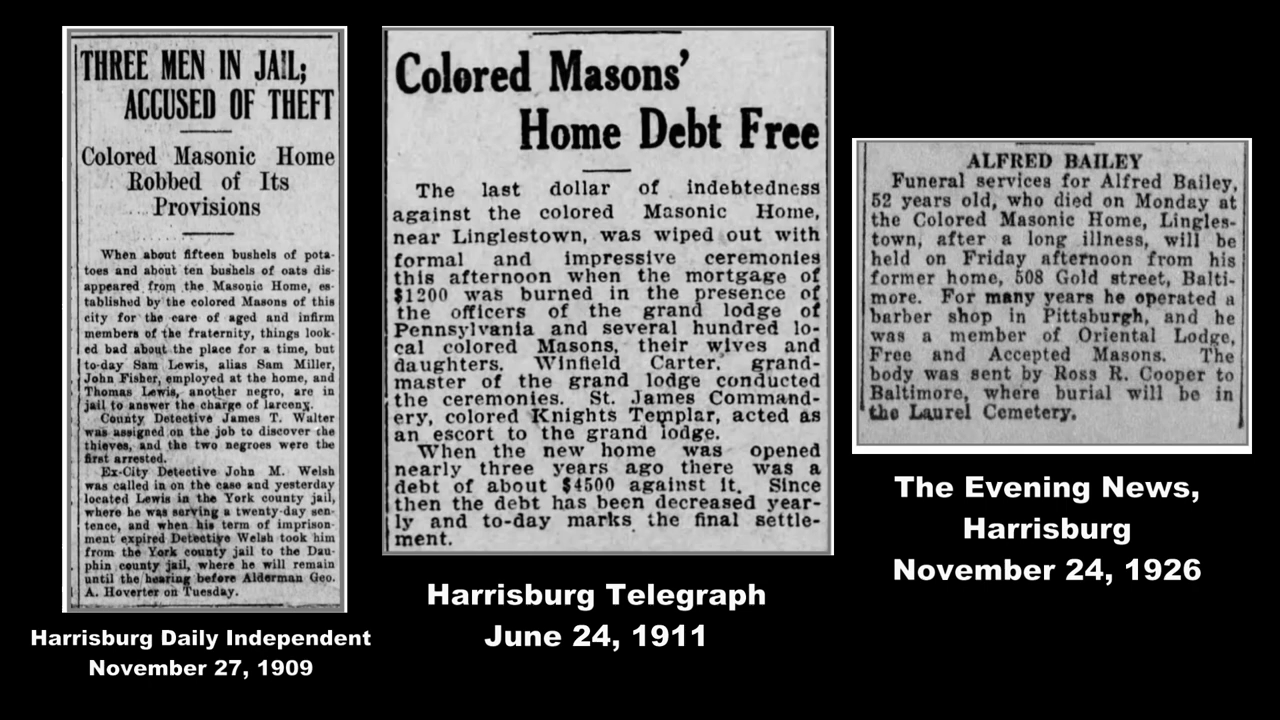 THREE MEN IN JAIL;
ACCUSED OF THEFT
Colored Masonic Home
Robbed of Its
Provisions
When about fifteen bushels of pota-
toes and about ten bushels of oats dis-
appeared from the Masonic Home, es-
tablished by the colored Masons of this
city for the care of aged and infirm
members of the fraternity, things look-
ed bad about the place for a time, but
to-day Sam Lewis, alias Sam Miller,
John Fisher, employed at the home, and
Thomas Lewis, another negro, are in
jail to answer the charge of larceny.
County Detective James T. Walter
was assigned on the job to discover the
thieves, and the two negroes were the
first arrested.
Ex-City Detective John M. Welsh
was called in on the case and yesterday
located Lewis in the York county jail,
where he was serving a twenty-day sen-
tence, and when his term of imprison-
ment expired Detective Welsh took him
from the York county jail to the Dau-
phin county jail, where he will remain
until the hearing before Alderman Geo.
A. Hoverter on Tuesday.
Harrisburg Daily Independent
November 27, 1909
Colored Masons'
Home Debt Free
The last dollar of indebtedness
against the colored Masonic Home,
near Linglestown, was wiped out with
formal and impressive ceremonies
this afternoon when the mortgage of
$1200 was burned in the presence of
the officers of the grand lodge of
Pennsylvania and several hundred lo-
cal colored Masons, their wives and
daughters. Winfield Carter, grand-
master of the grand lodge conducted
the ceremonies. St. James Command-
ery, colored Knights Templar, acted as
an escort to the grand lodge.
When the new home was opened
nearly three years ago there was a
debt of about $4500 against it. Since
then the debt has been decreased year-
ly and to-day marks the final settle-
ment.
Harrisburg Telegraph
June 24, 1911
ALFRED BAILEY
Funeral services for Alfred Bailey,
52 years old, who died on Monday at
the Colored Masonic Home, Lingles-
town, after a long illness, will be
held on Friday afternoon from his
former home, 508 Gold street, Balti-
more. For many years he operated a
barber shop in Pittsburgh, and he
was a member of Oriental Lodge,
Free and Accepted Masons. The
body was sent by Ross R. Cooper to
Baltimore, where burial will be in
the Laurel Cemetery.
The Evening News,
Harrisburg
November 24, 1926